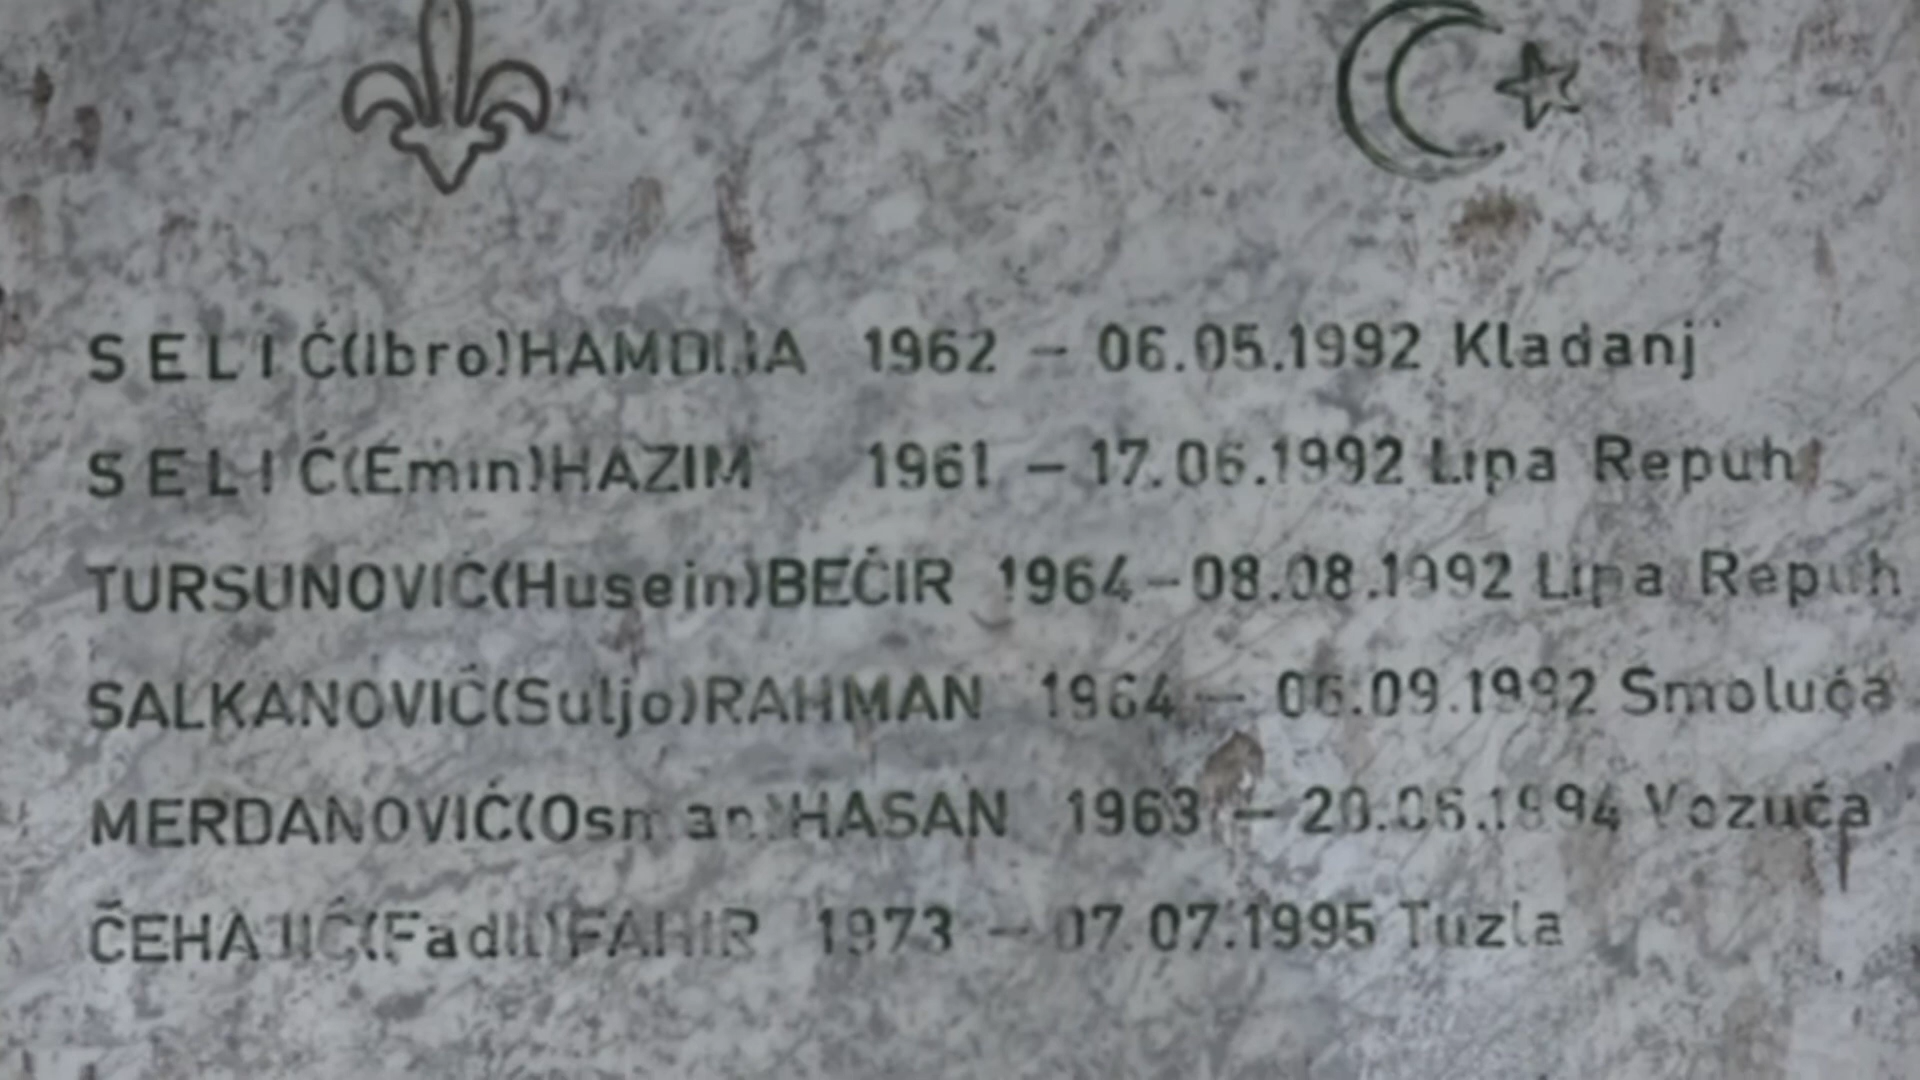 SELIĆ(Ibro)HAMDIJA 1962 – 06.05.1992 Kladanj
SELIĆ(Emin)HAZIM 1961 – 17.06.1992 Lipa Repuh
TURSUNOVIĆ(Husein)BEĆIR 1964–08.08.1992 Lipa Repuh
SALKANOVIĆ(Suljo)RAHMAN 1964 – 06.09.1992 Smoluća
MERDANOVIĆ(Osman)HASAN 1963 – 20.06.1994 Vozuća
ČEHAJIĆ(Fadil)FAHIR 1973 – 07.07.1995 Tuzla